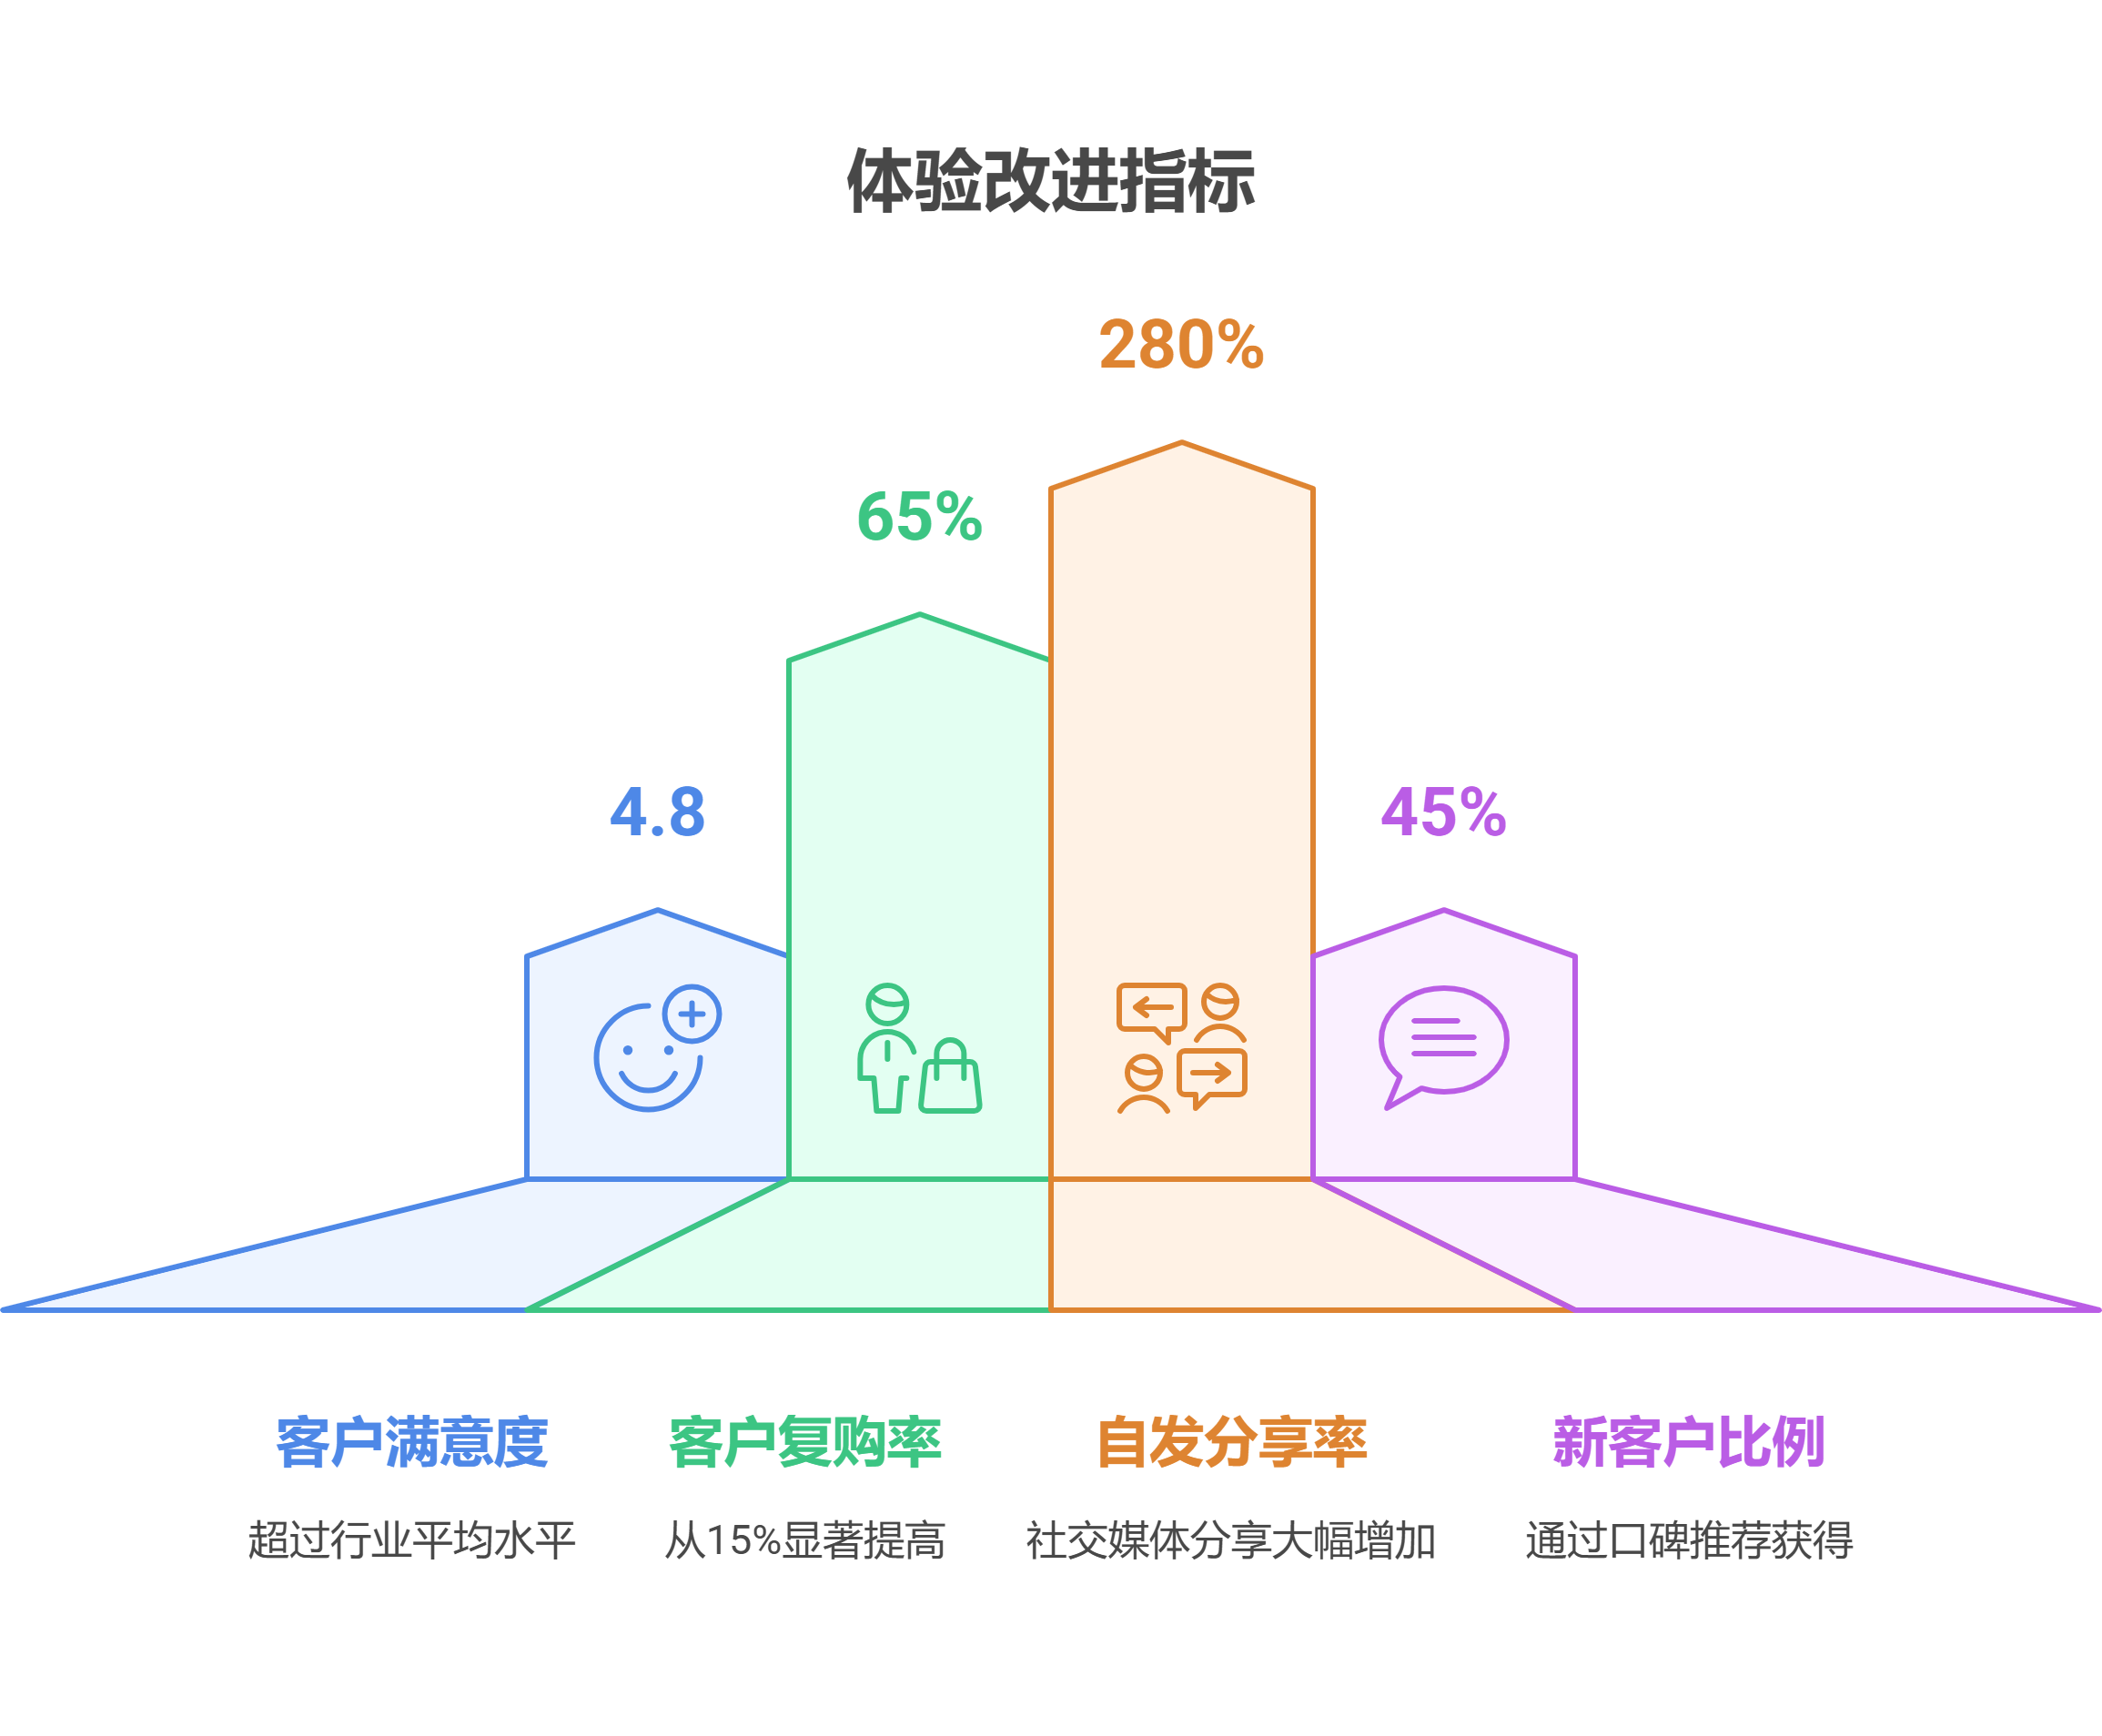 体验改进指标
280%
65%
4.8
45%
客户满意度
客户复购率
自发分享率
新客户比例
超过行业平均水平
从15%显著提高
社交媒体分享大幅增加
通过口碑推荐获得